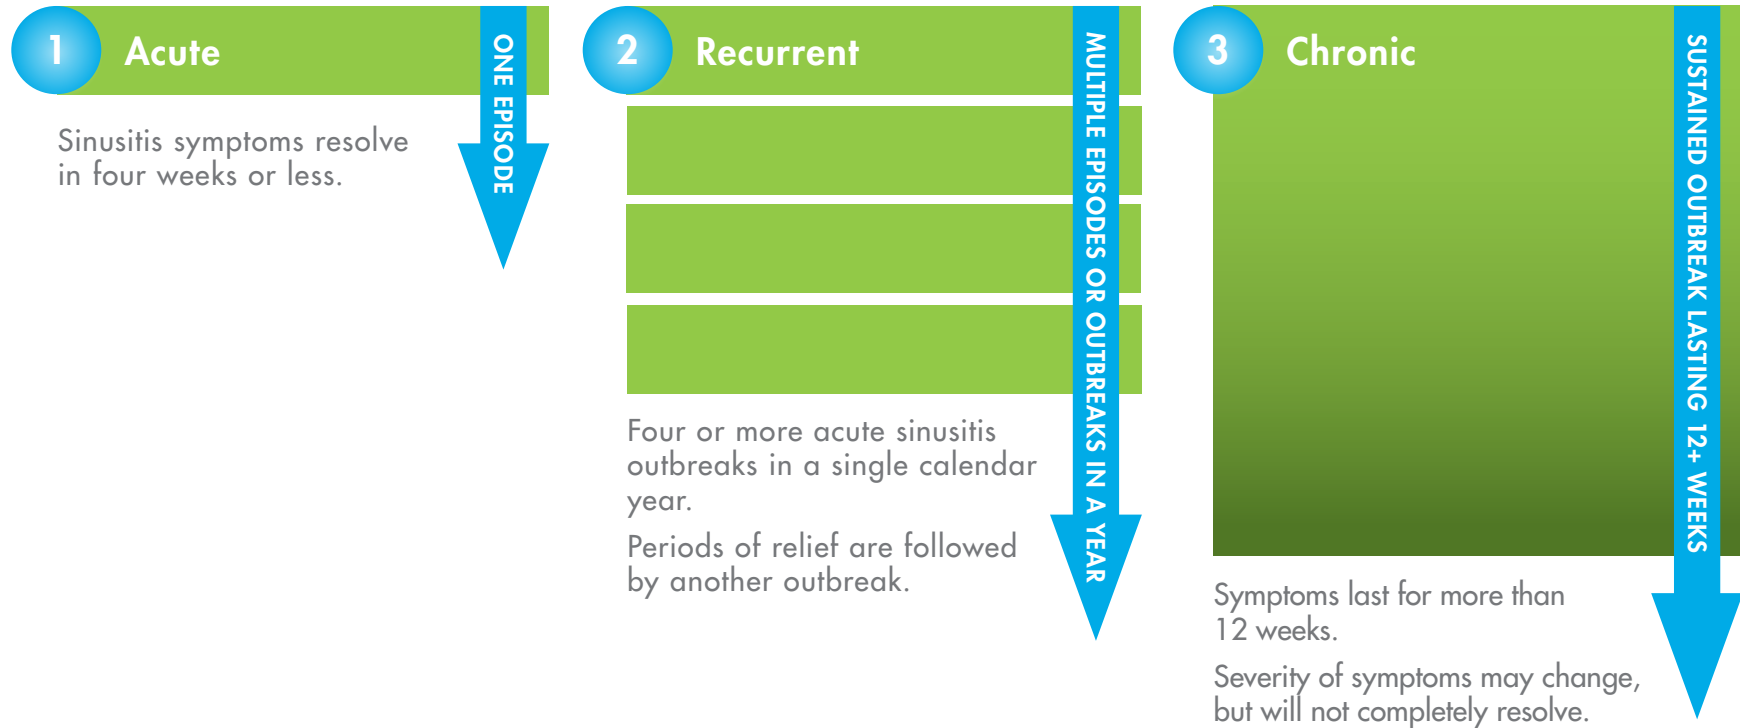 1 Acute
Sinusitis symptoms resolve
in four weeks or less.
ONE EPISODE
2 Recurrent
Four or more acute sinusitis
outbreaks in a single calendar
year.
Periods of relief are followed
by another outbreak.
MULTIPLE EPISODES OR OUTBREAKS IN A YEAR
3 Chronic
Symptoms last for more than
12 weeks.
Severity of symptoms may change,
but will not completely resolve.
SUSTAINED OUTBREAK LASTING 12+ WEEKS